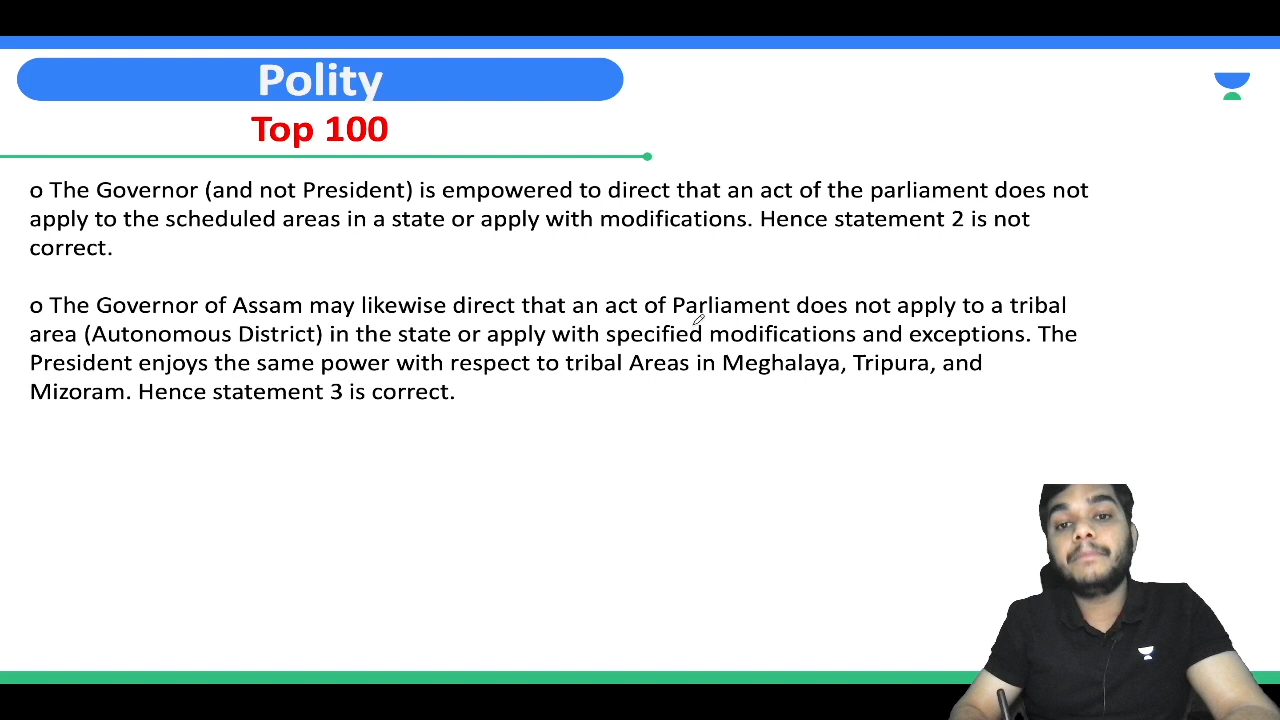 Polity
Top 100
o The Governor (and not President) is empowered to direct that an act of the parliament does not
apply to the scheduled areas in a state or apply with modifications. Hence statement 2 is not
correct.
o The Governor of Assam may likewise direct that an act of Parliament does not apply to a tribal
area (Autonomous District) in the state or apply with specified modifications and exceptions. The
President enjoys the same power with respect to tribal Areas in Meghalaya, Tripura, and
Mizoram. Hence statement 3 is correct.